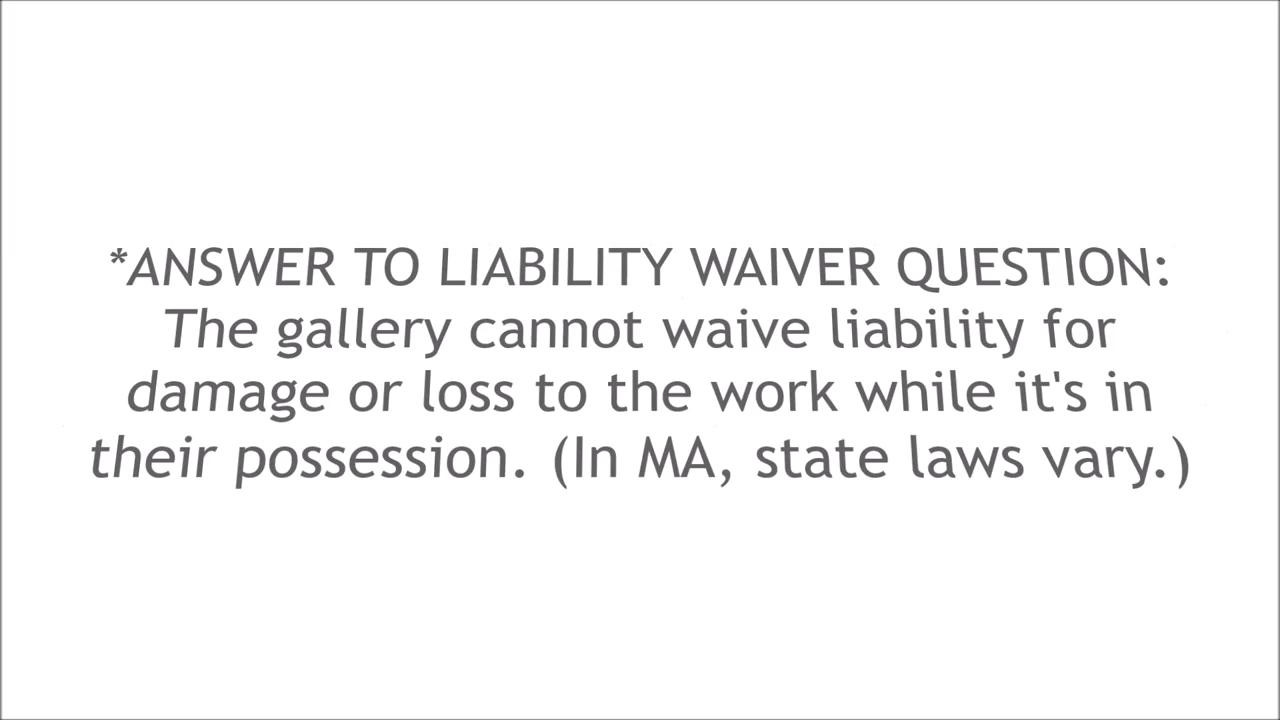 *ANSWER TO LIABILITY WAIVER QUESTION:
The gallery cannot waive liability for
damage or loss to the work while it's in
their possession. (In MA, state laws vary.)